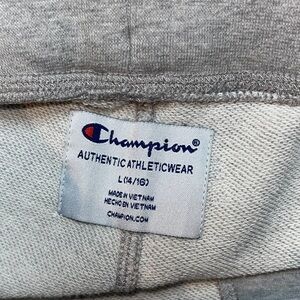 Champion®
AUTHENTIC ATHLETICWEAR
L (14/16)
MADE IN VIETNAM
HECHO EN VIETNAM
CHAMPION.COM